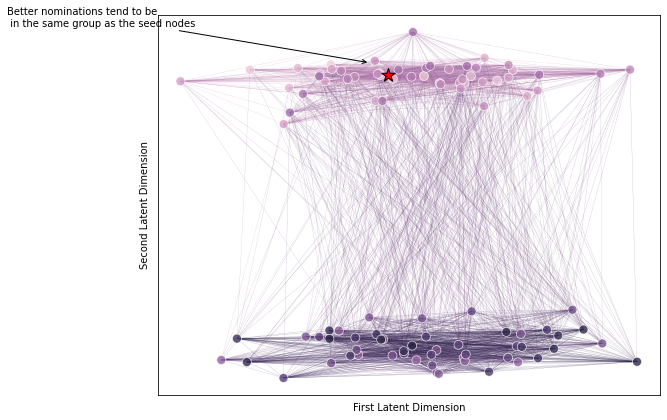 Better nominations tend to be
in the same group as the seed nodes
Second Latent Dimension
First Latent Dimension